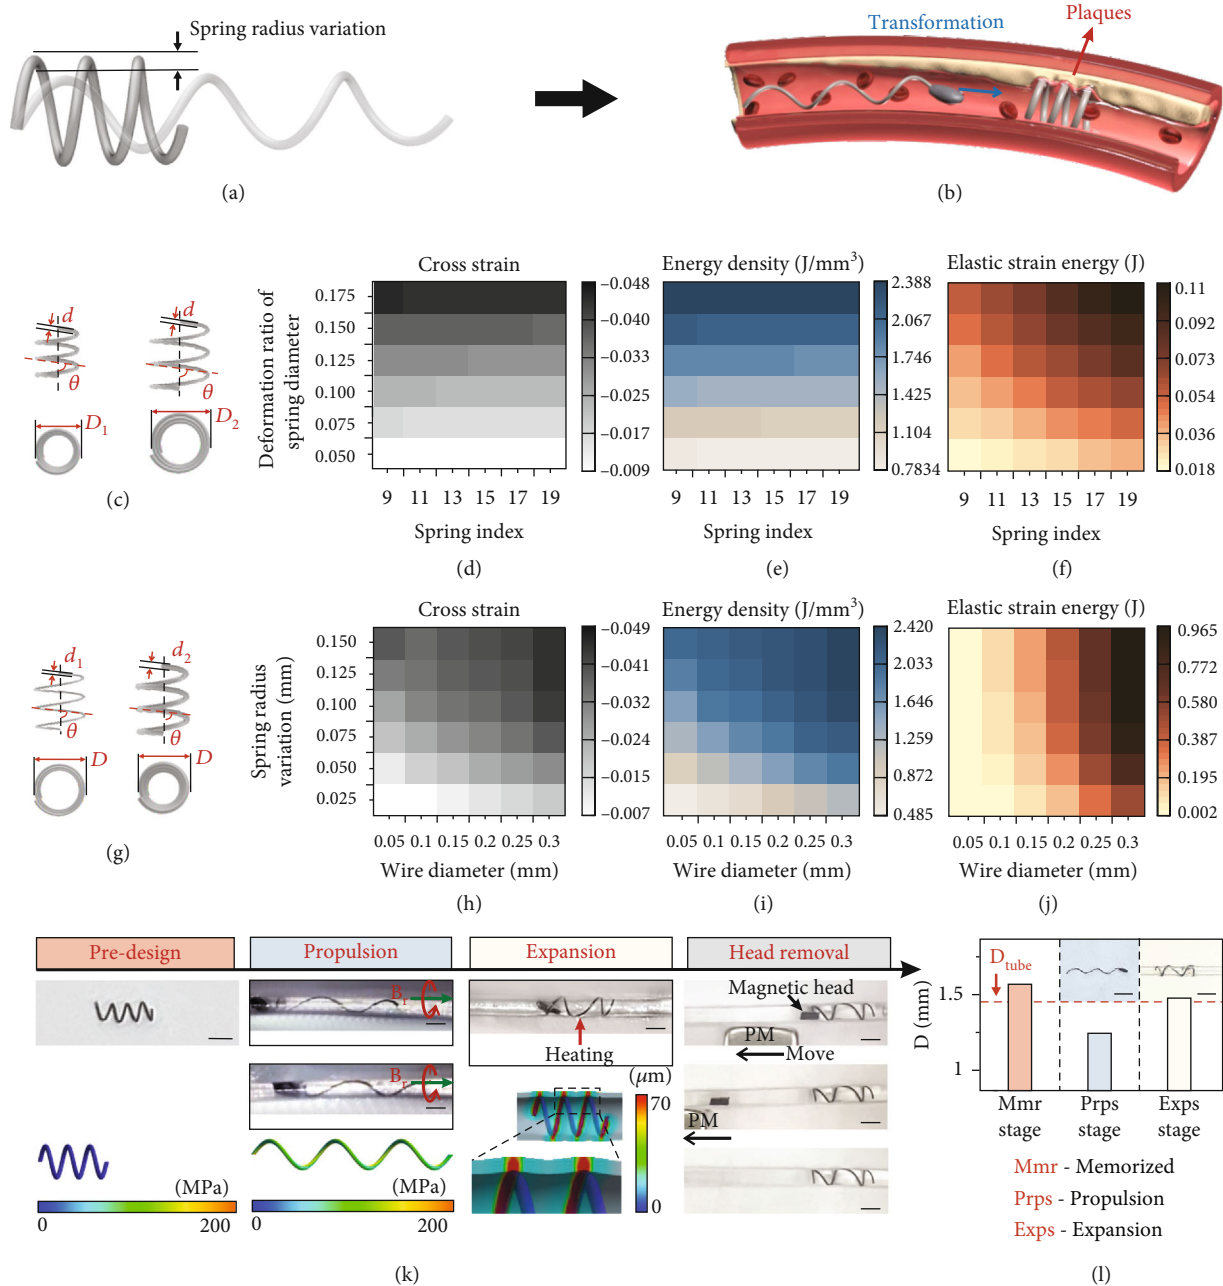 Spring radius variation
(a)
Transformation
Plaques
(b)
d
θ
D1
d
θ
D2
(c)
Cross strain
Deformation ratio of
spring diameter
0.175
0.150
0.125
0.100
0.075
0.050
9 11 13 15 17 19
Spring index
−0.048
−0.040
−0.033
−0.025
−0.017
−0.009
(d)
Energy density (J/mm³)
9 11 13 15 17 19
Spring index
2.388
2.067
1.746
1.425
1.104
0.7834
(e)
Elastic strain energy (J)
9 11 13 15 17 19
Spring index
0.11
0.092
0.073
0.054
0.036
0.018
(f)
d1
θ
D
d2
θ
D
(g)
Cross strain
Spring radius
variation (mm)
0.150
0.125
0.100
0.075
0.050
0.025
0.05 0.1 0.15 0.2 0.25 0.3
Wire diameter (mm)
−0.049
−0.041
−0.032
−0.024
−0.015
−0.007
(h)
Energy density (J/mm³)
0.05 0.1 0.15 0.2 0.25 0.3
Wire diameter (mm)
2.420
2.033
1.646
1.259
0.872
0.485
(i)
Elastic strain energy (J)
0.05 0.1 0.15 0.2 0.25 0.3
Wire diameter (mm)
0.965
0.772
0.580
0.387
0.195
0.002
(j)
Pre-design
Propulsion
Expansion
Head removal
Br
Br
Heating
Magnetic head
PM
Move
PM
(μm)
70
0
(MPa)
0 200
(MPa)
0 200
(k)
Dtube
D (mm)
1.5
1
Mmr
stage
Prps
stage
Exps
stage
Mmr - Memorized
Prps - Propulsion
Exps - Expansion
(l)